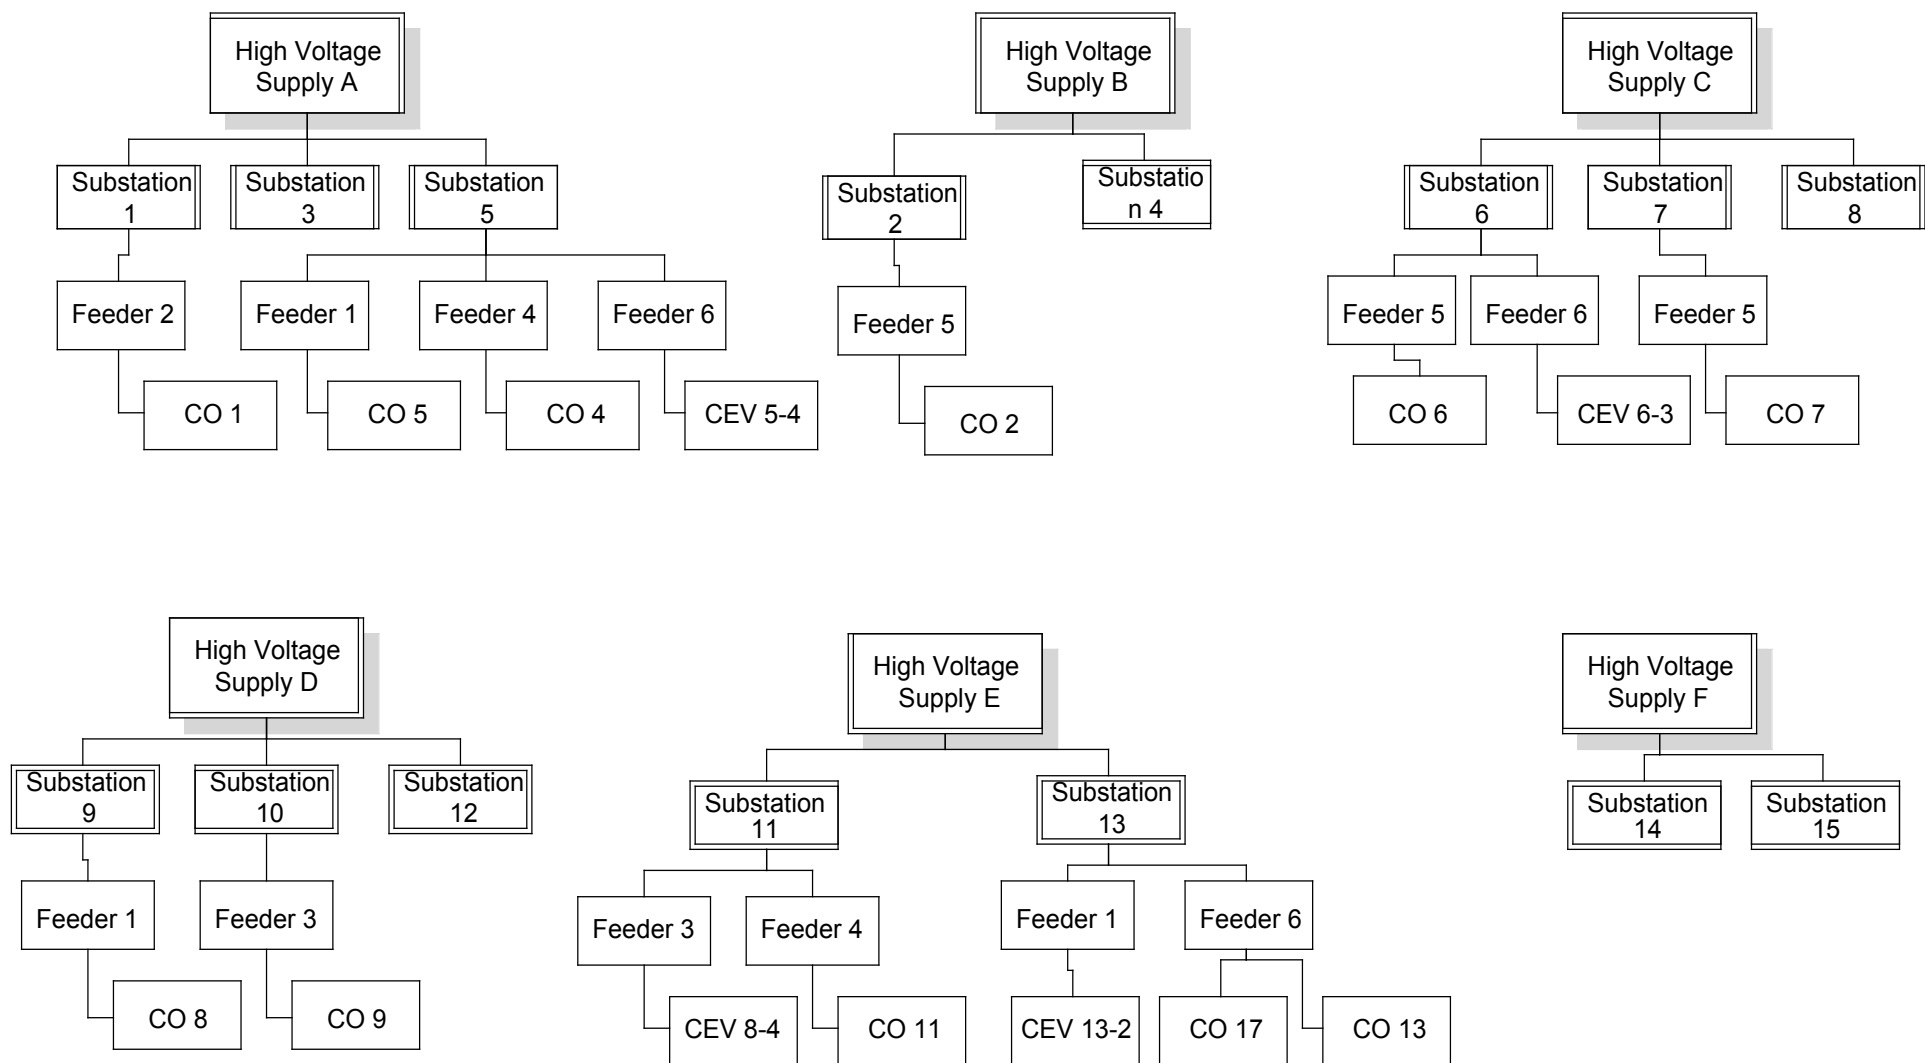 High Voltage
Supply A
High Voltage
Supply B
High Voltage
Supply C
Substation
1
Substation
3
Substation
5
Substation
2
Substatio
n 4
Substation
6
Substation
7
Substation
8
Feeder 2
Feeder 1
Feeder 4
Feeder 6
Feeder 5
Feeder 5
Feeder 6
Feeder 5
CO 1
CO 5
CO 4
CEV 5-4
CO 2
CO 6
CEV 6-3
CO 7
High Voltage
Supply D
High Voltage
Supply E
High Voltage
Supply F
Substation
9
Substation
10
Substation
12
Substation
11
Substation
13
Substation
14
Substation
15
Feeder 1
Feeder 3
Feeder 3
Feeder 4
Feeder 1
Feeder 6
CO 8
CO 9
CEV 8-4
CO 11
CEV 13-2
CO 17
CO 13